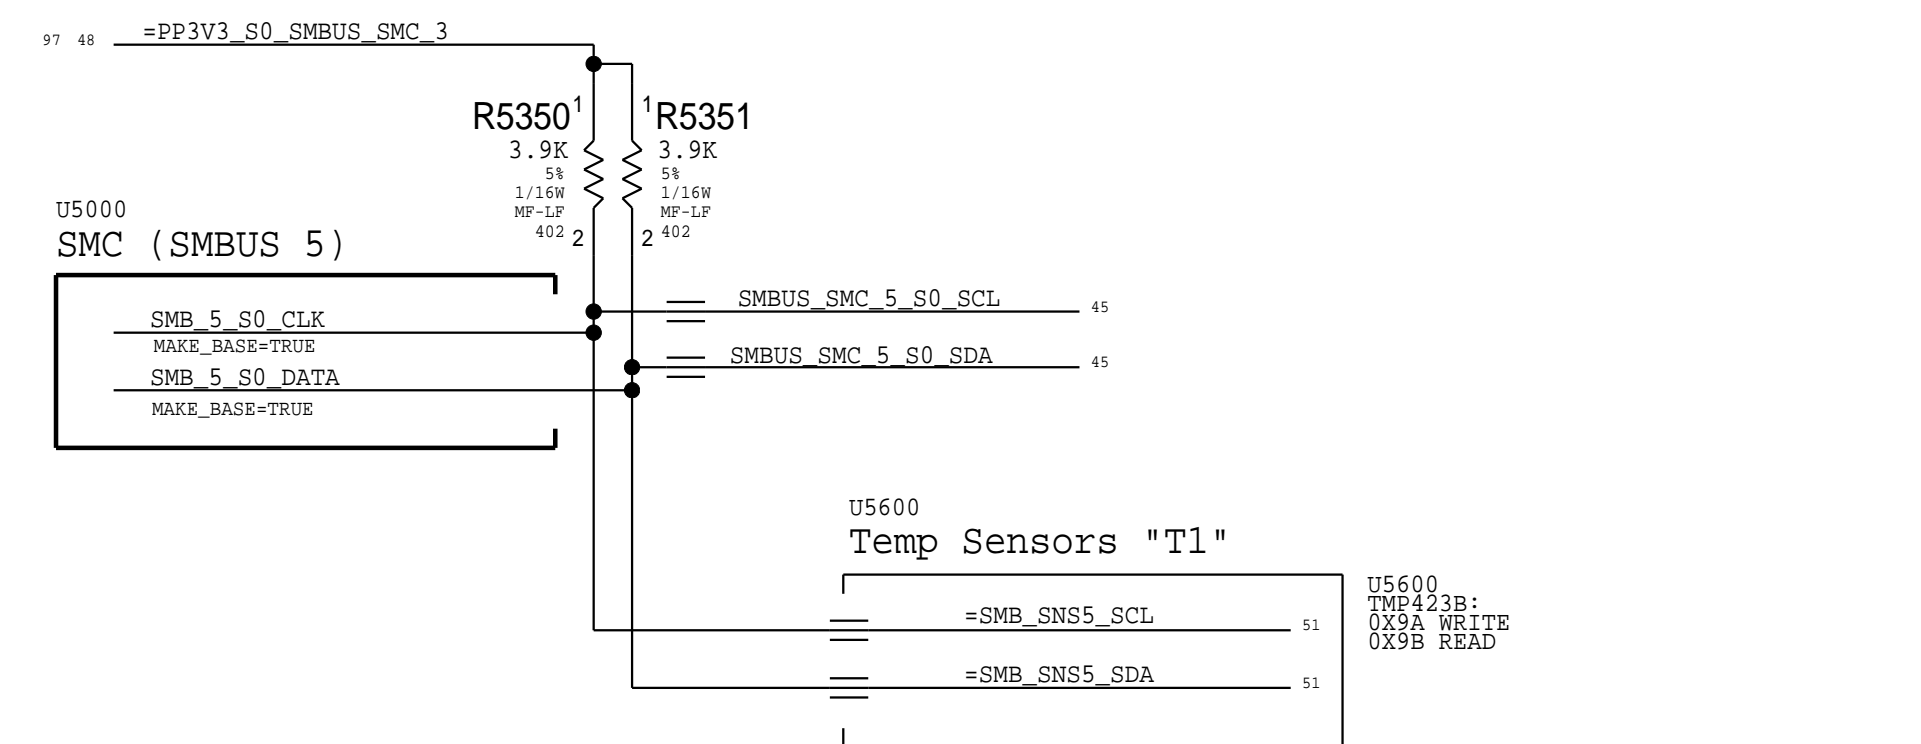 97 48 =PP3V3_S0_SMBUS_SMC_3
R5350 1
3.9K
5%
1/16W
MF-LF
402 2
1 R5351
3.9K
5%
1/16W
MF-LF
2 402
U5000
SMC (SMBUS 5)
SMB_5_S0_CLK
MAKE_BASE=TRUE
SMB_5_S0_DATA
MAKE_BASE=TRUE
SMBUS_SMC_5_S0_SCL 45
SMBUS_SMC_5_S0_SDA 45
U5600
Temp Sensors "T1"
=SMB_SNS5_SCL 51
=SMB_SNS5_SDA 51
U5600
TMP423B:
0X9A WRITE
0X9B READ